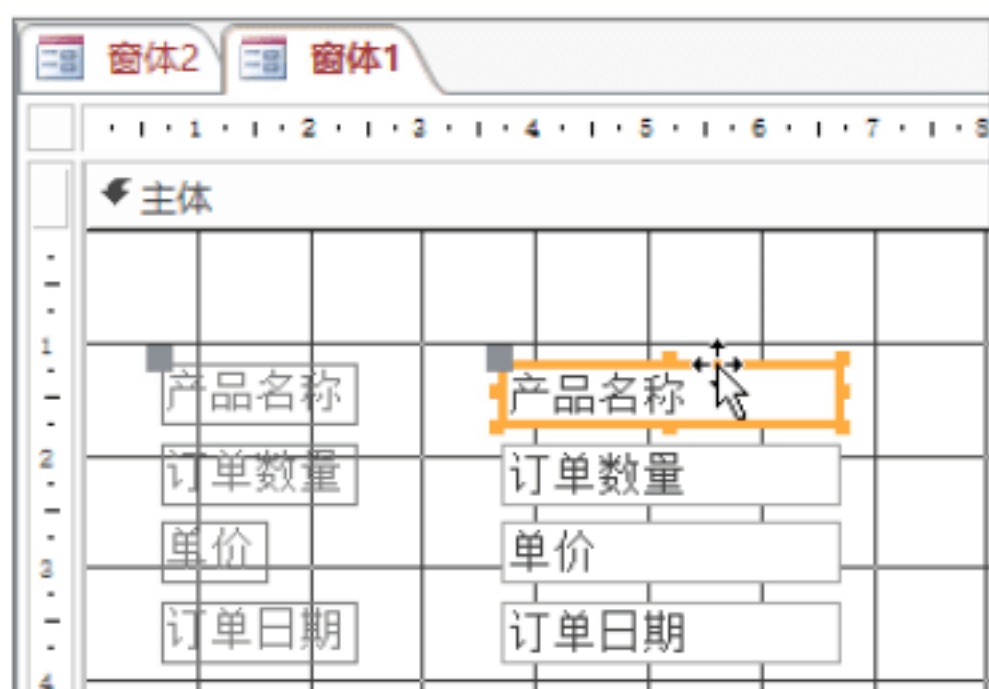 窗体2 窗体1
1 2 3 4 5 6 7 8
主体
1
产品名称 产品名称
2
订单数量 订单数量
单价 单价
3
订单日期 订单日期
4